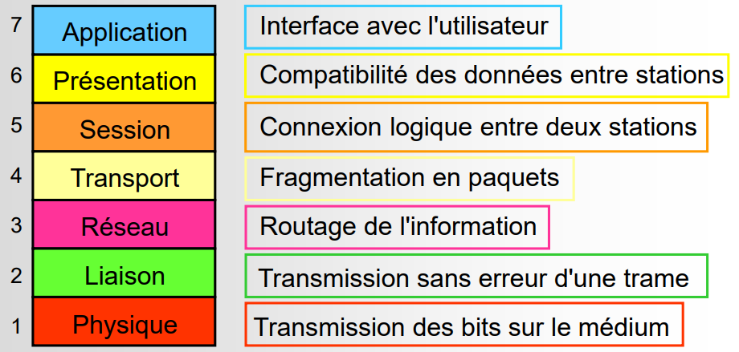 7 Application Interface avec l'utilisateur
6 Présentation Compatibilité des données entre stations
5 Session Connexion logique entre deux stations
4 Transport Fragmentation en paquets
3 Réseau Routage de l'information
2 Liaison Transmission sans erreur d'une trame
1 Physique Transmission des bits sur le médium